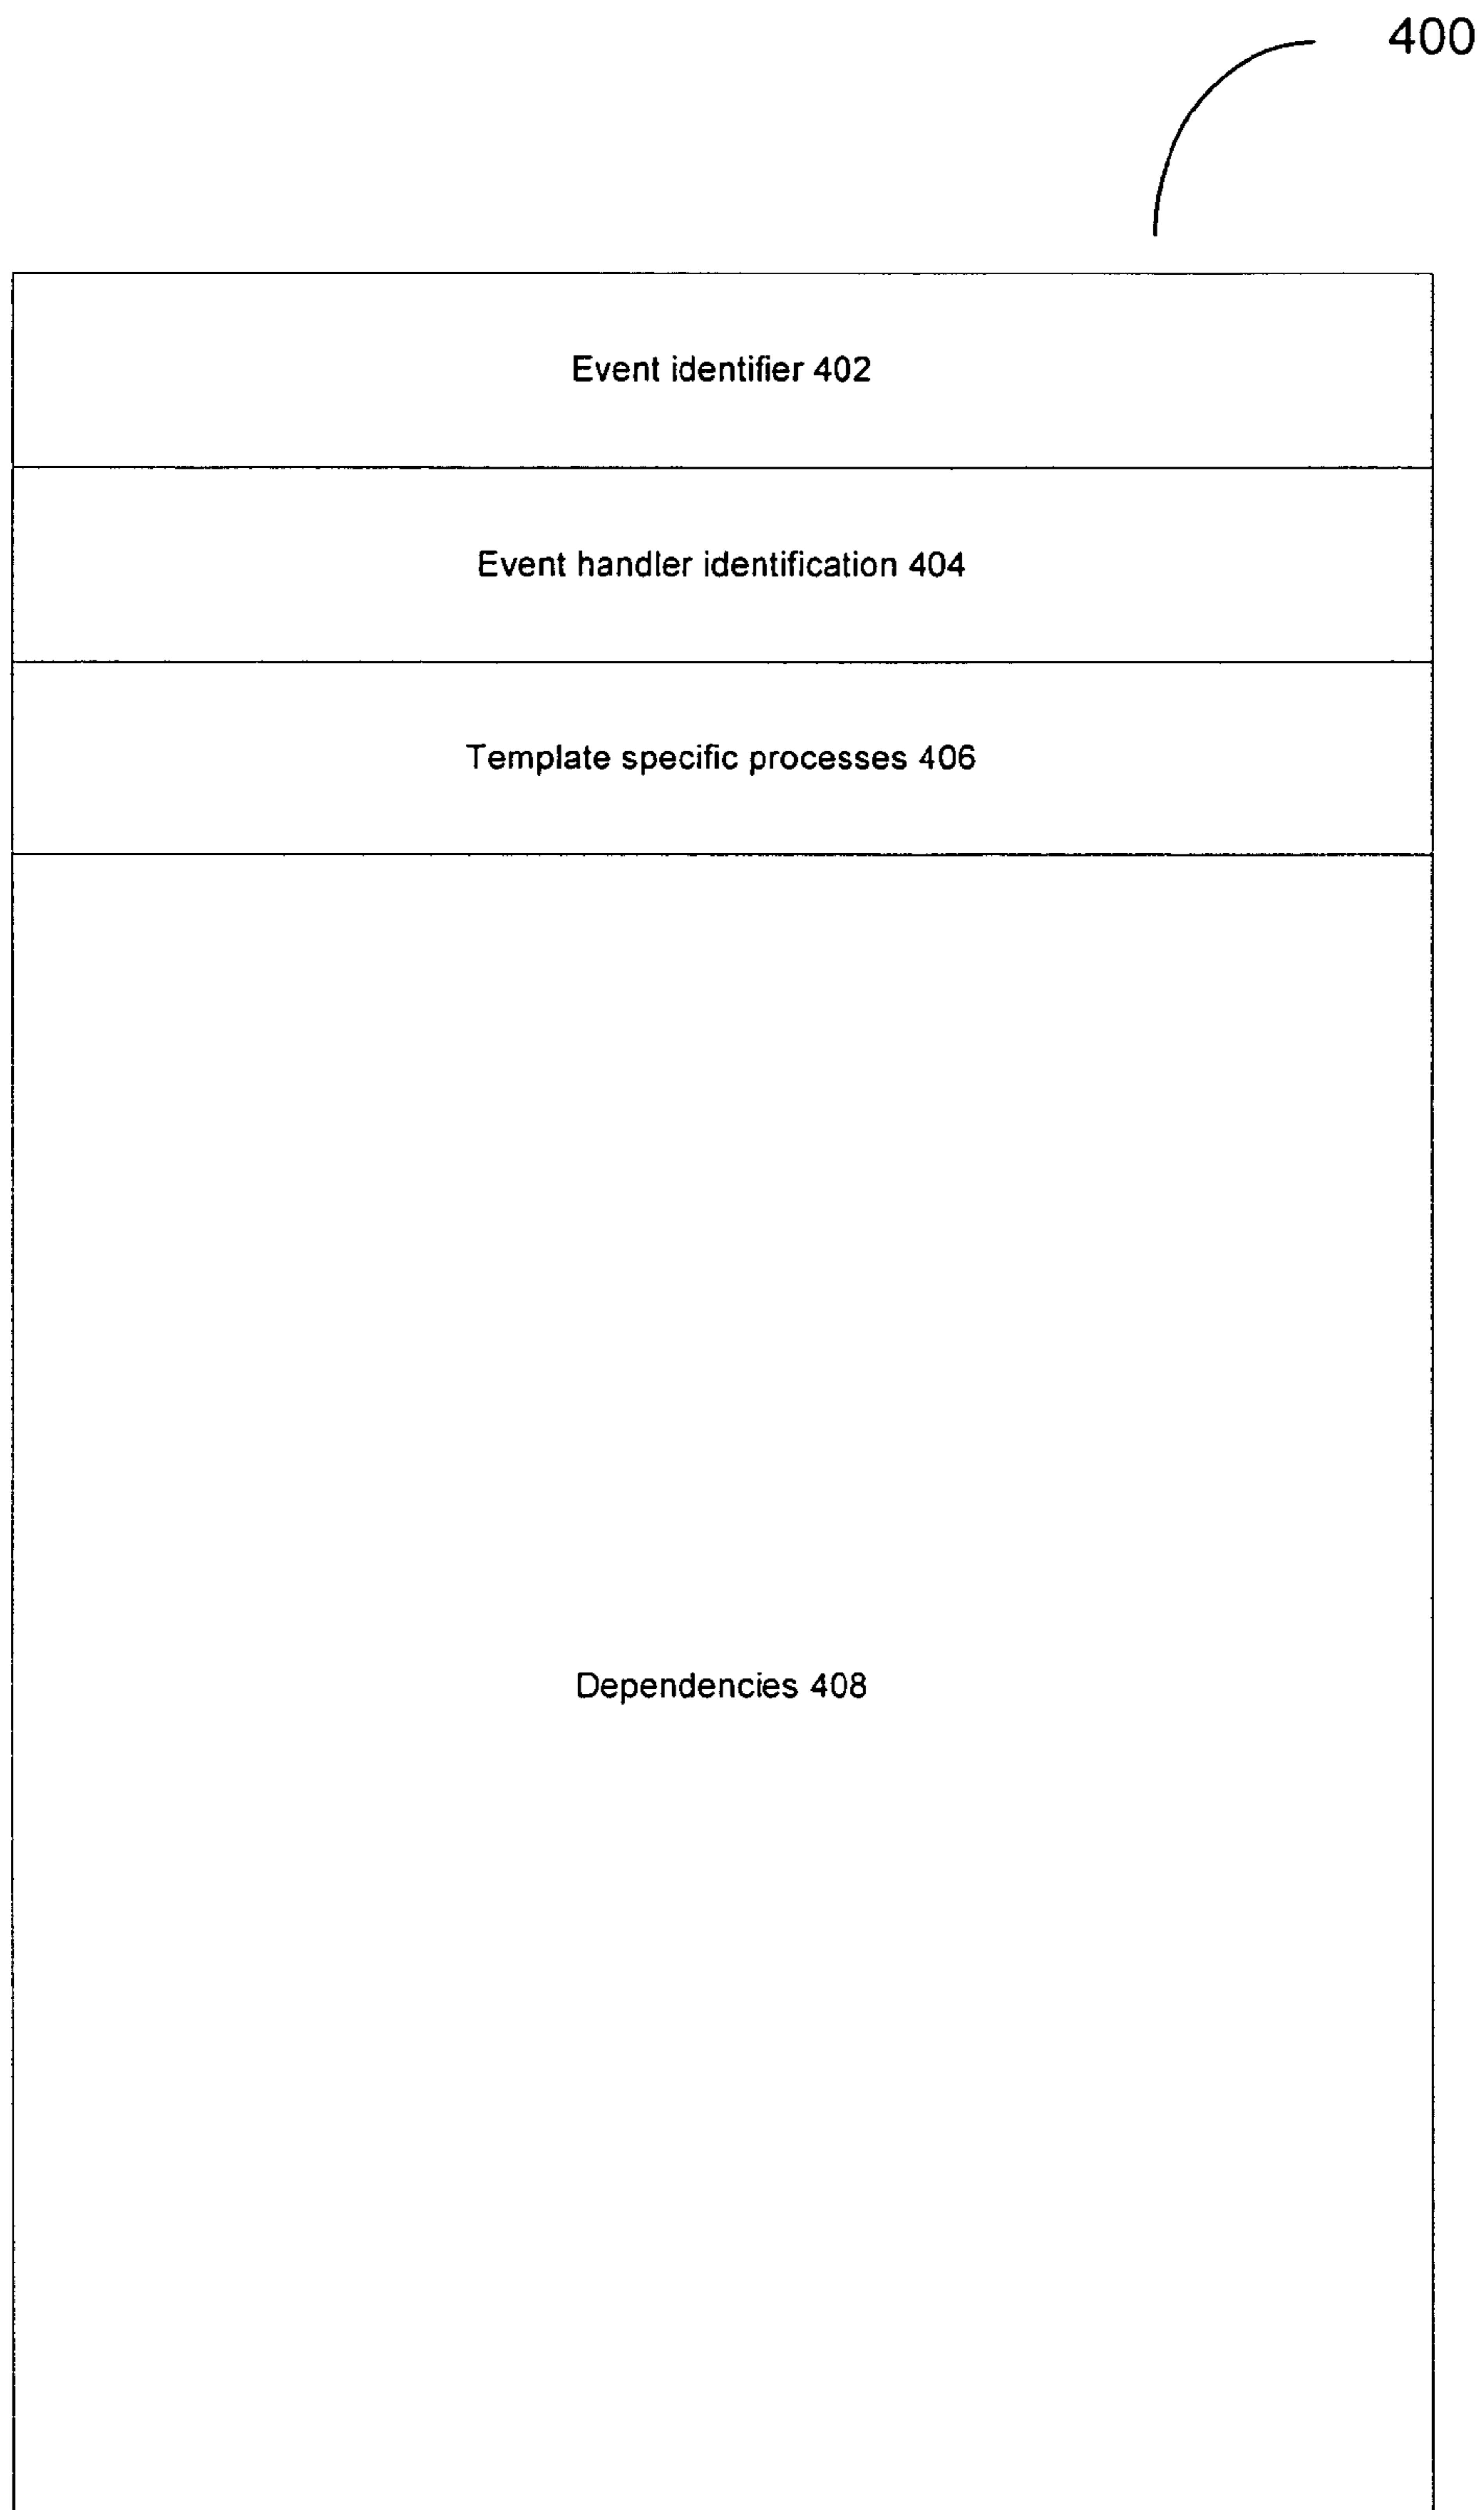 400
Event identifier 402
Event handler identification 404
Template specific processes 406
Dependencies 408